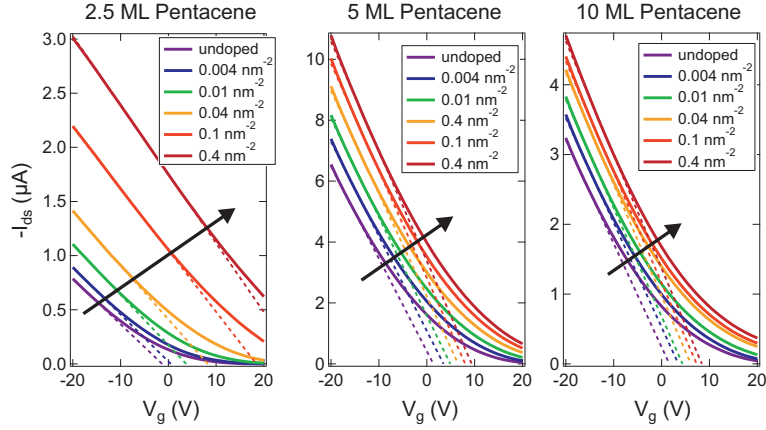 2.5 ML Pentacene
3.0
2.5
2.0
1.5
1.0
0.5
0.0
-I_ds (µA)
undoped
0.004 nm⁻²
0.01 nm⁻²
0.04 nm⁻²
0.1 nm⁻²
0.4 nm⁻²
-20 -10 0 10 20
V_g (V)
5 ML Pentacene
10
8
6
4
2
0
undoped
0.004 nm⁻²
0.01 nm⁻²
0.4 nm⁻²
0.1 nm⁻²
0.4 nm⁻²
-20 -10 0 10 20
V_g (V)
10 ML Pentacene
4
3
2
1
0
undoped
0.004 nm⁻²
0.01 nm⁻²
0.04 nm⁻²
0.1 nm⁻²
0.4 nm⁻²
-20 -10 0 10 20
V_g (V)